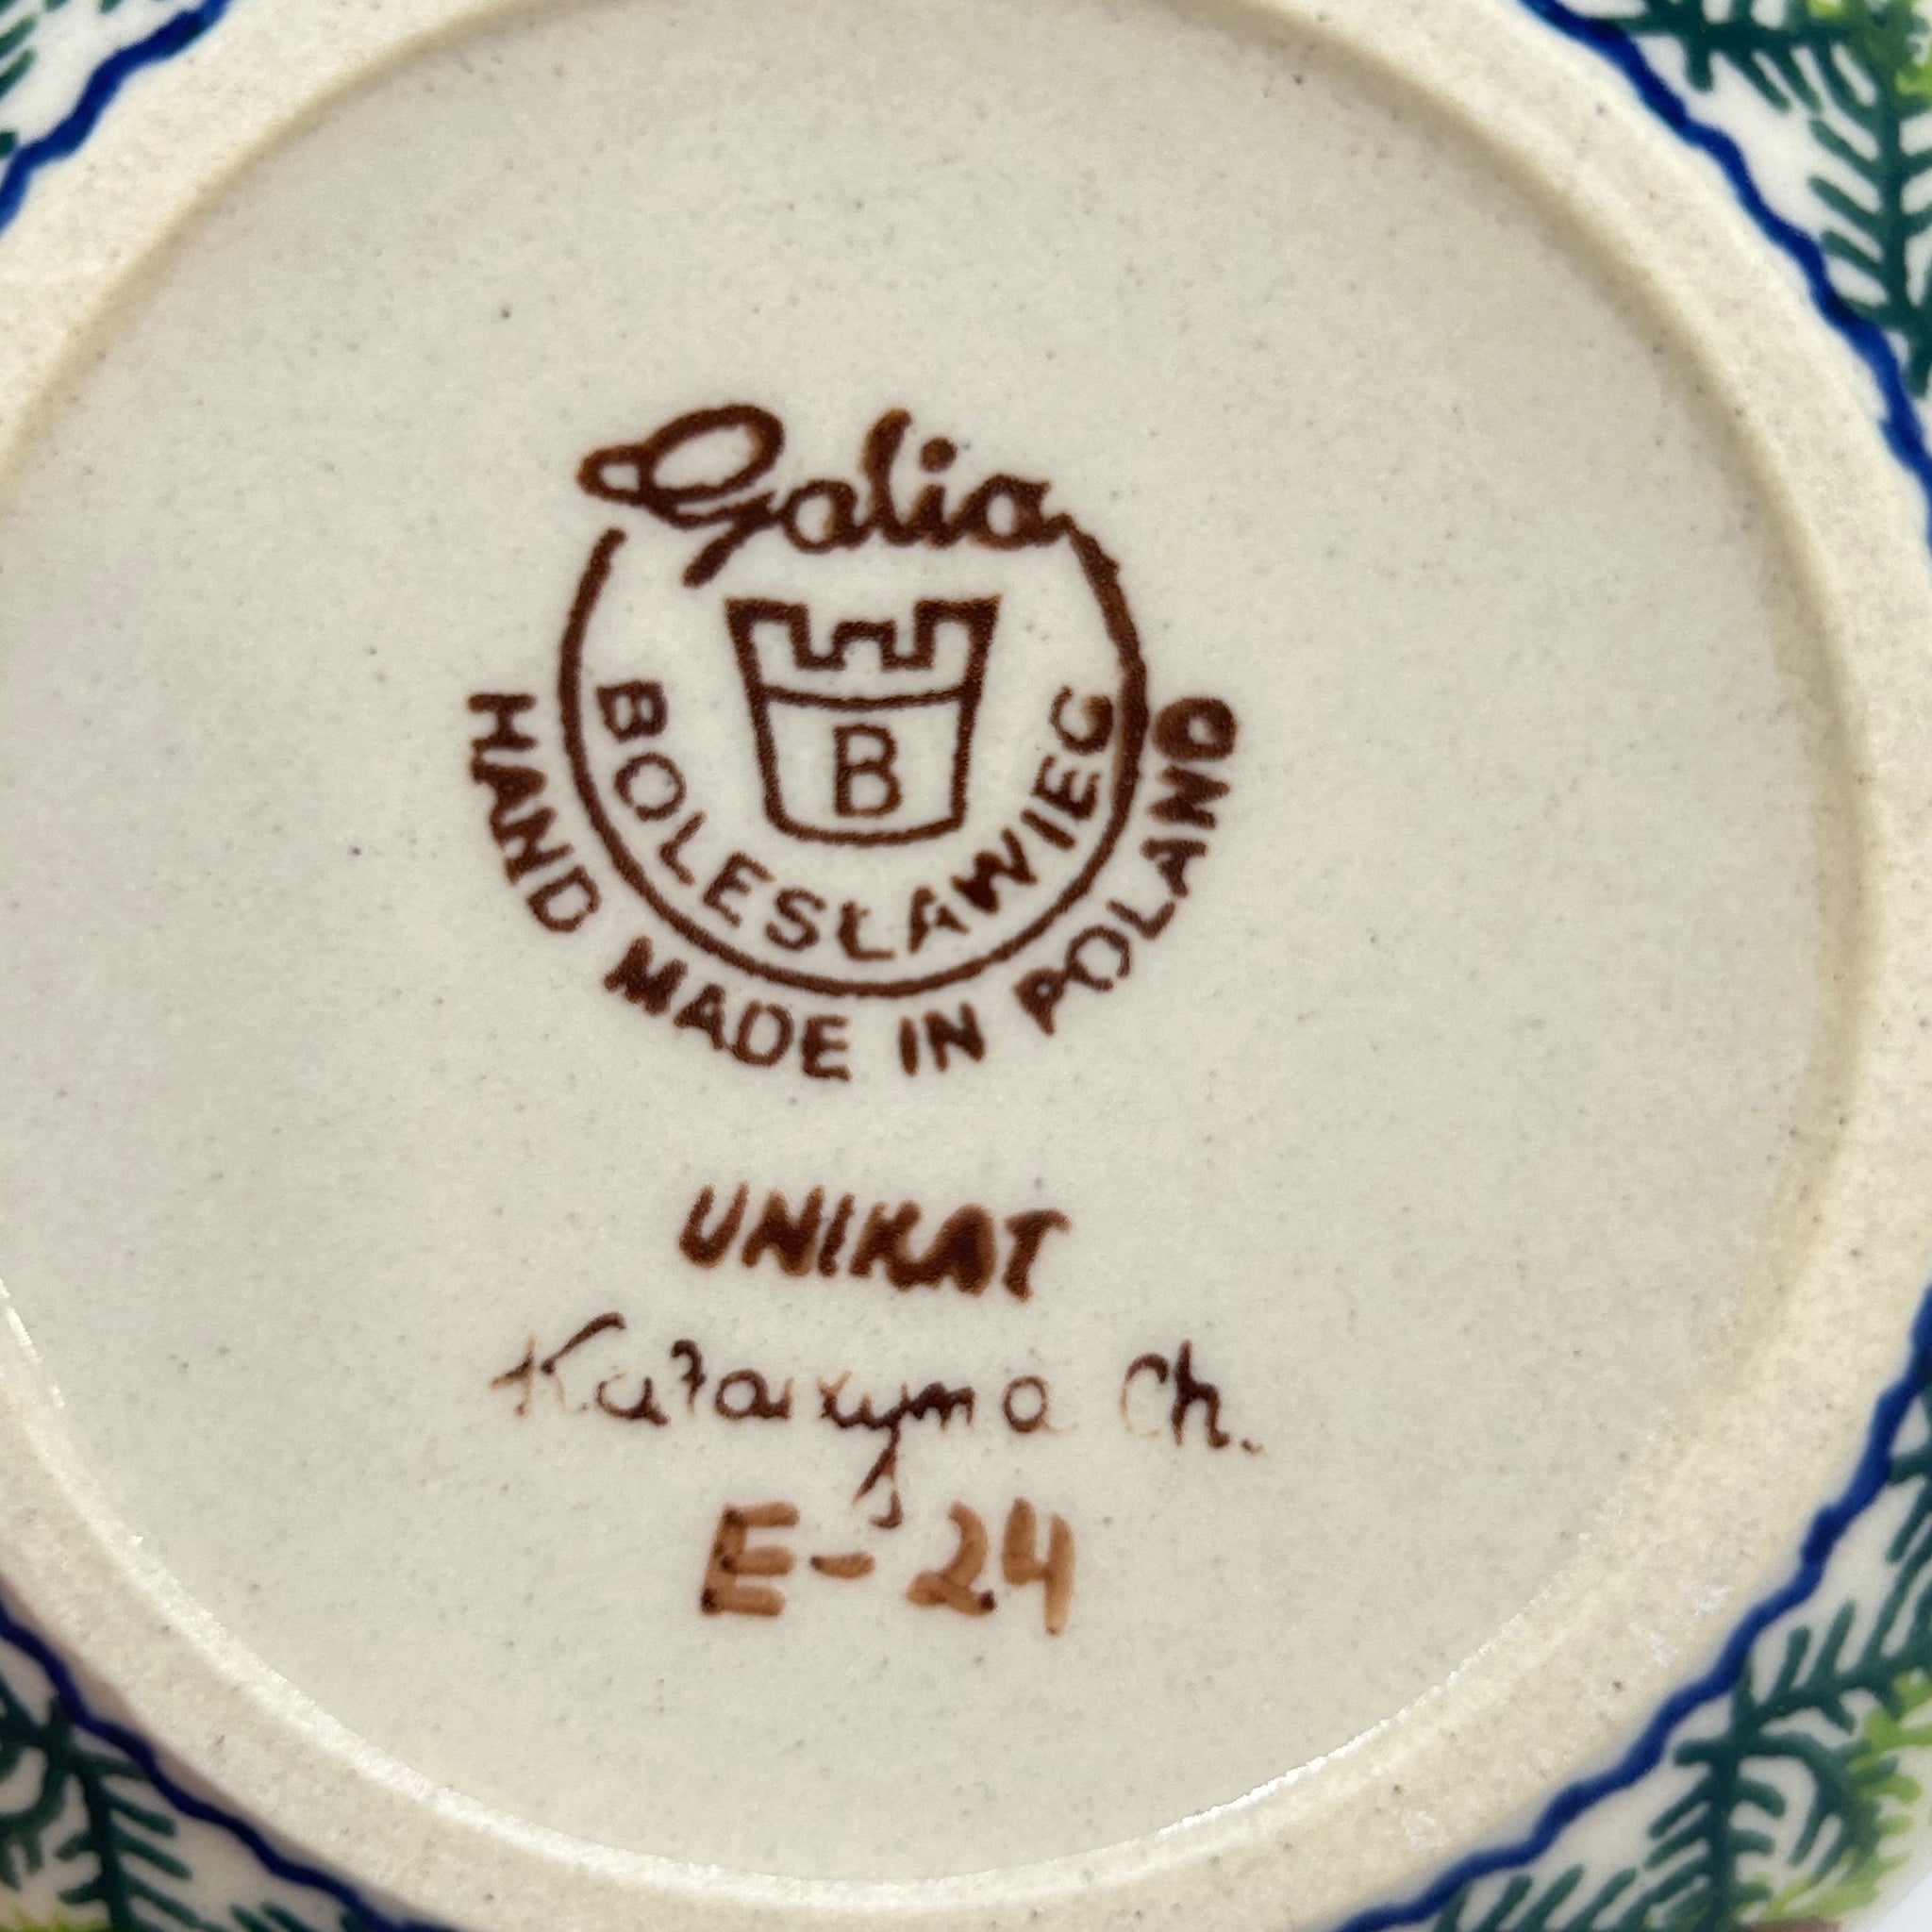 Galia
B
BOLESŁAWIEC
HAND MADE IN POLAND
UNIKAT
Katarzyna Ch.
E-24